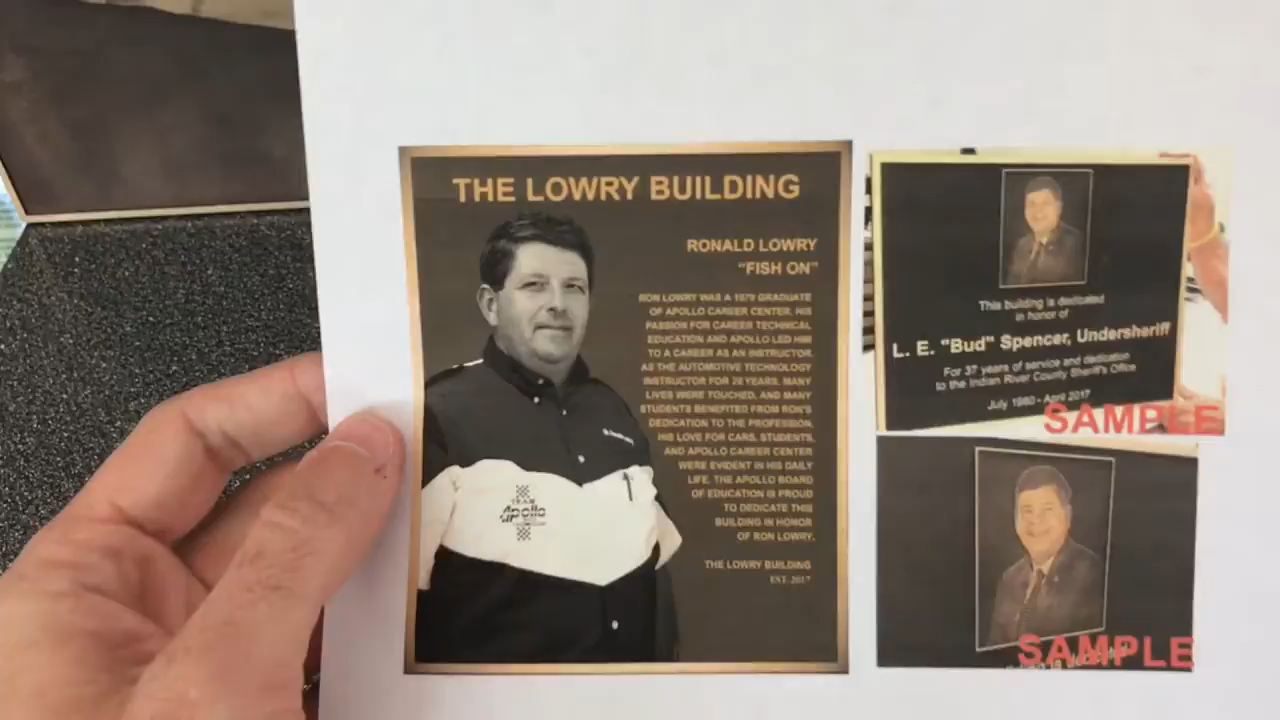 THE LOWRY BUILDING
RONALD LOWRY
"FISH ON"
RON LOWRY WAS A 1979 GRADUATE
OF APOLLO CAREER CENTER. HIS
PASSION FOR CAREER TECHNICAL
EDUCATION AND APOLLO LED HIM
TO A CAREER AS AN INSTRUCTOR.
AS THE AUTOMOTIVE TECHNOLOGY
INSTRUCTOR FOR 28 YEARS, MANY
LIVES WERE TOUCHED, AND MANY
STUDENTS BENEFITED FROM RON'S
DEDICATION TO THE PROFESSION.
HIS LOVE FOR CARS, STUDENTS,
AND APOLLO CAREER CENTER
WERE EVIDENT IN HIS DAILY
LIFE. THE APOLLO BOARD
OF EDUCATION IS PROUD
TO DEDICATE THIS
BUILDING IN HONOR
OF RON LOWRY.
THE LOWRY BUILDING
EST. 2017
TEAM
Apollo
This building is dedicated
in honor of
L. E. "Bud" Spencer, Undersheriff
For 37 years of service and dedication
to the Indian River County Sheriff's Office
July 1980 - April 2017
SAMPLE
SAMPLE